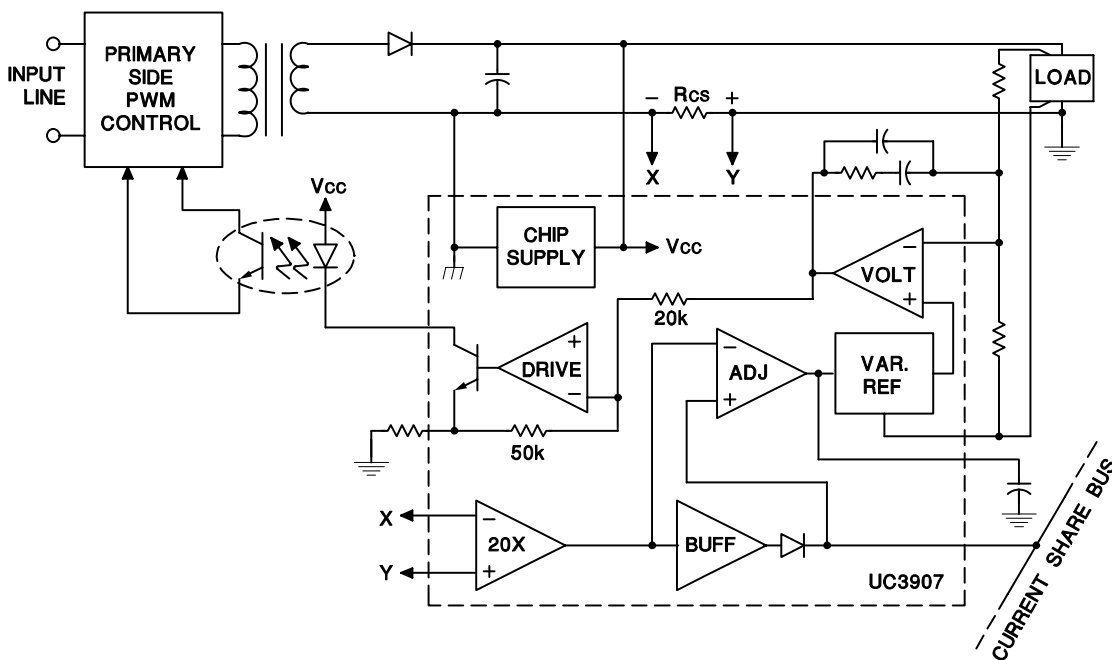 PRIMARY
SIDE
PWM
CONTROL
INPUT
LINE
LOAD
− Rcs +
X Y
Vcc
CHIP
SUPPLY
Vcc
−
VOLT
+
20k
+
DRIVE
−
−
ADJ
+
VAR.
REF
50k
X
−
20X
+
Y
BUFF
UC3907
CURRENT SHARE BUS